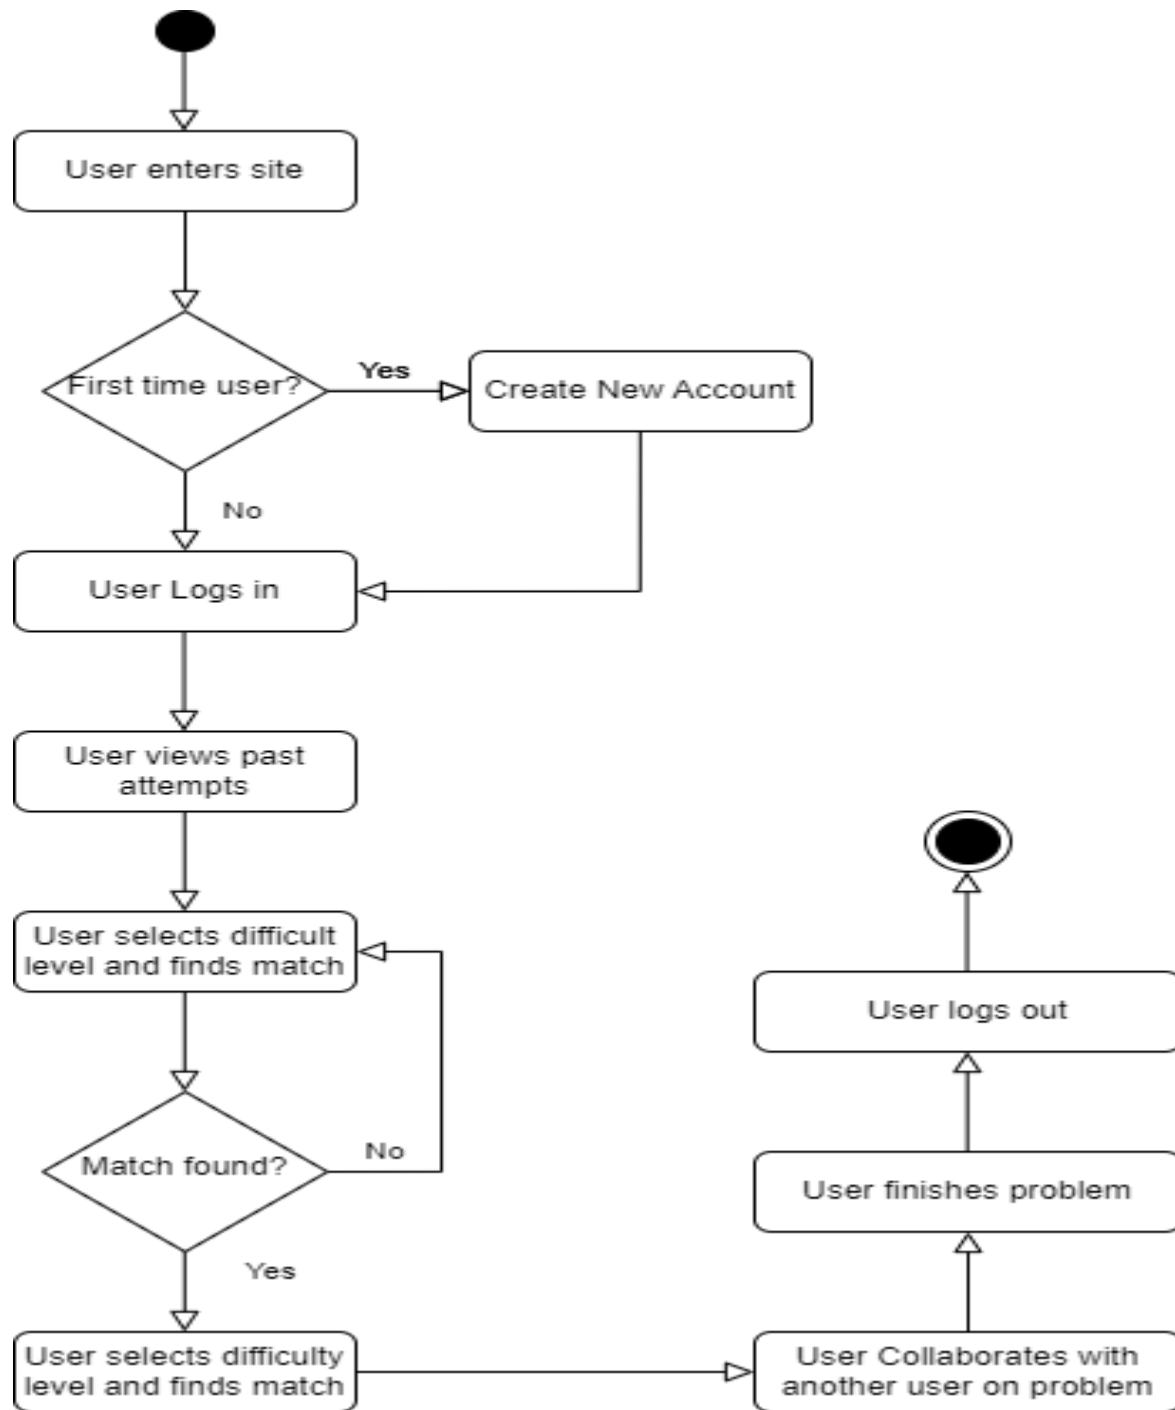 User enters site
First time user?
Yes
Create New Account
No
User Logs in
User views past
attempts
User selects difficult
level and finds match
Match found?
No
Yes
User selects difficulty
level and finds match
User Collaborates with
another user on problem
User finishes problem
User logs out